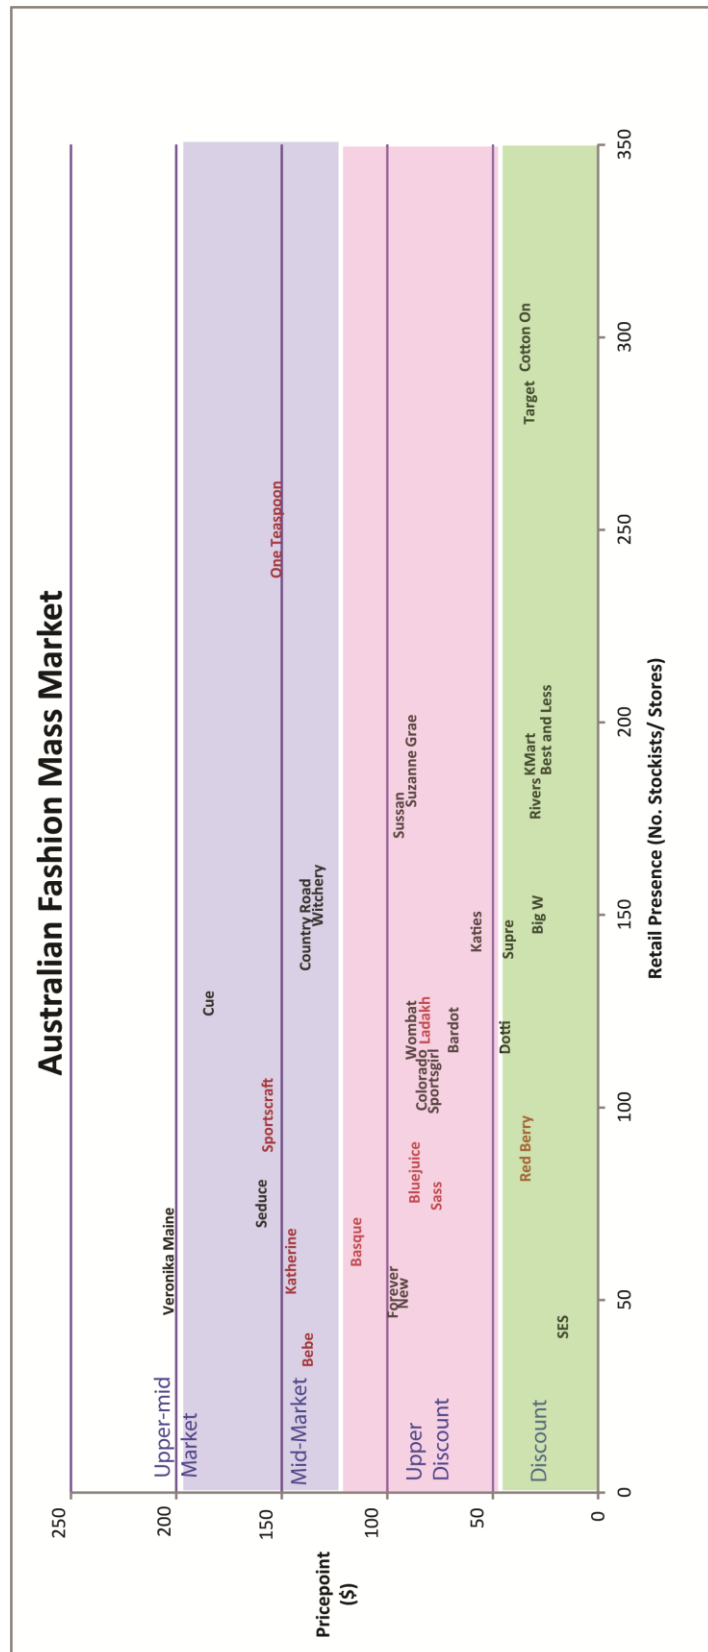 Australian Fashion Mass Market
250
200
150
100
50
0
Pricepoint
($)
Upper-mid
Market
Mid-Market
Upper
Discount
Discount
Veronika Maine
Cue
Seduce
Sportscraft
One Teaspoon
Katherine
Bebe
Country Road
Witchery
Basque
Forever
New
Bluejuice
Sass
Colorado
Sportsgirl
Wombat
Ladakh
Bardot
Sussan
Suzanne Grae
Katies
Dotti
Supre
Red Berry
SES
Big W
Rivers
KMart
Best and Less
Target
Cotton On
0
50
100
150
200
250
300
350
Retail Presence (No. Stockists/ Stores)